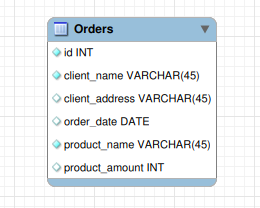 Orders
id INT
client_name VARCHAR(45)
client_address VARCHAR(45)
order_date DATE
product_name VARCHAR(45)
product_amount INT